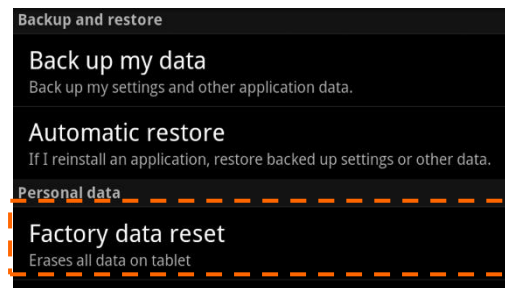 Backup and restore
Back up my data
Back up my settings and other application data.
Automatic restore
If I reinstall an application, restore backed up settings or other data.
Personal data
Factory data reset
Erases all data on tablet